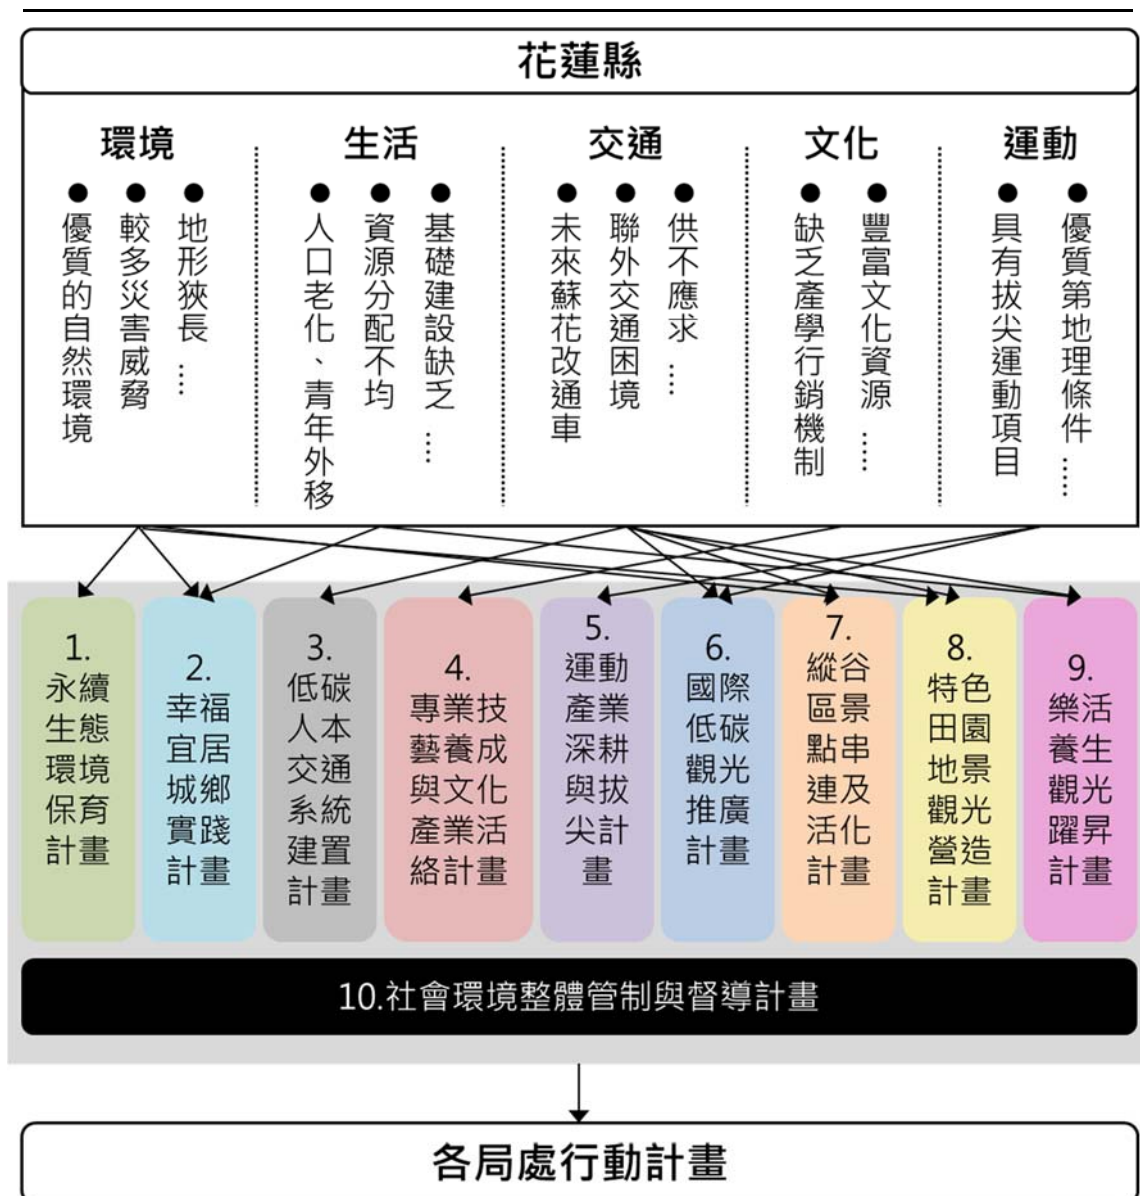 花蓮縣
環境
● 優質的自然環境
● 較多災害威脅
● 地形狹長…
生活
● 人口老化、青年外移
● 資源分配不均
● 基礎建設缺乏…
交通
● 未來蘇花改通車
● 聯外交通困境
● 供不應求…
文化
● 缺乏產學行銷機制
● 豐富文化資源……
運動
● 具有拔尖運動項目
● 優質第地理條件……
1.
永續
生態
環境
保育
計畫
2.
幸福
宜居
城鄉
實踐
計畫
3.
低碳
人本
交通
系統
建置
計畫
4.
專業技
藝養成
與文化
產業活
絡計畫
5.
運動
產業
深耕
與拔
尖計
畫
6.
國際
低碳
觀光
推廣
計畫
7.
縱谷
區景
點串
連及
活化
計畫
8.
特色
田園
地景
觀光
營造
計畫
9.
樂活
養生
觀光
躍昇
計畫
10.社會環境整體管制與督導計畫
各局處行動計畫